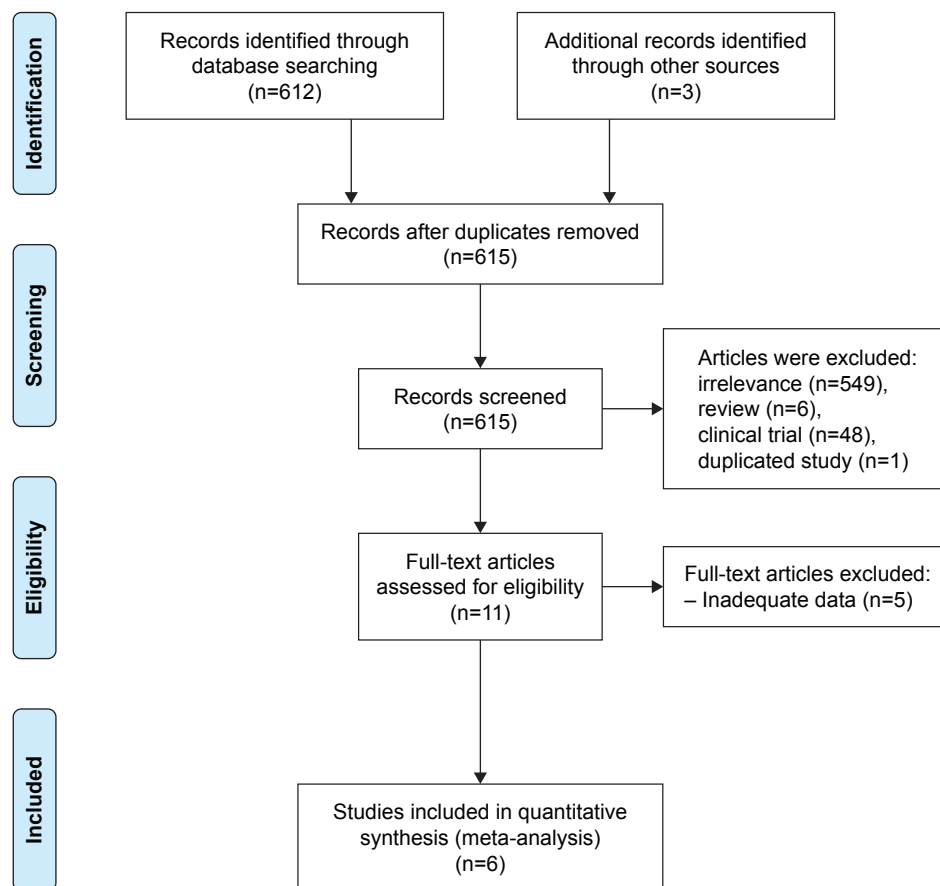 Identification
Records identified through
database searching
(n=612)
Additional records identified
through other sources
(n=3)
Records after duplicates removed
(n=615)
Screening
Records screened
(n=615)
Articles were excluded:
irrelevance (n=549),
review (n=6),
clinical trial (n=48),
duplicated study (n=1)
Eligibility
Full-text articles
assessed for eligibility
(n=11)
Full-text articles excluded:
– Inadequate data (n=5)
Included
Studies included in quantitative
synthesis (meta-analysis)
(n=6)